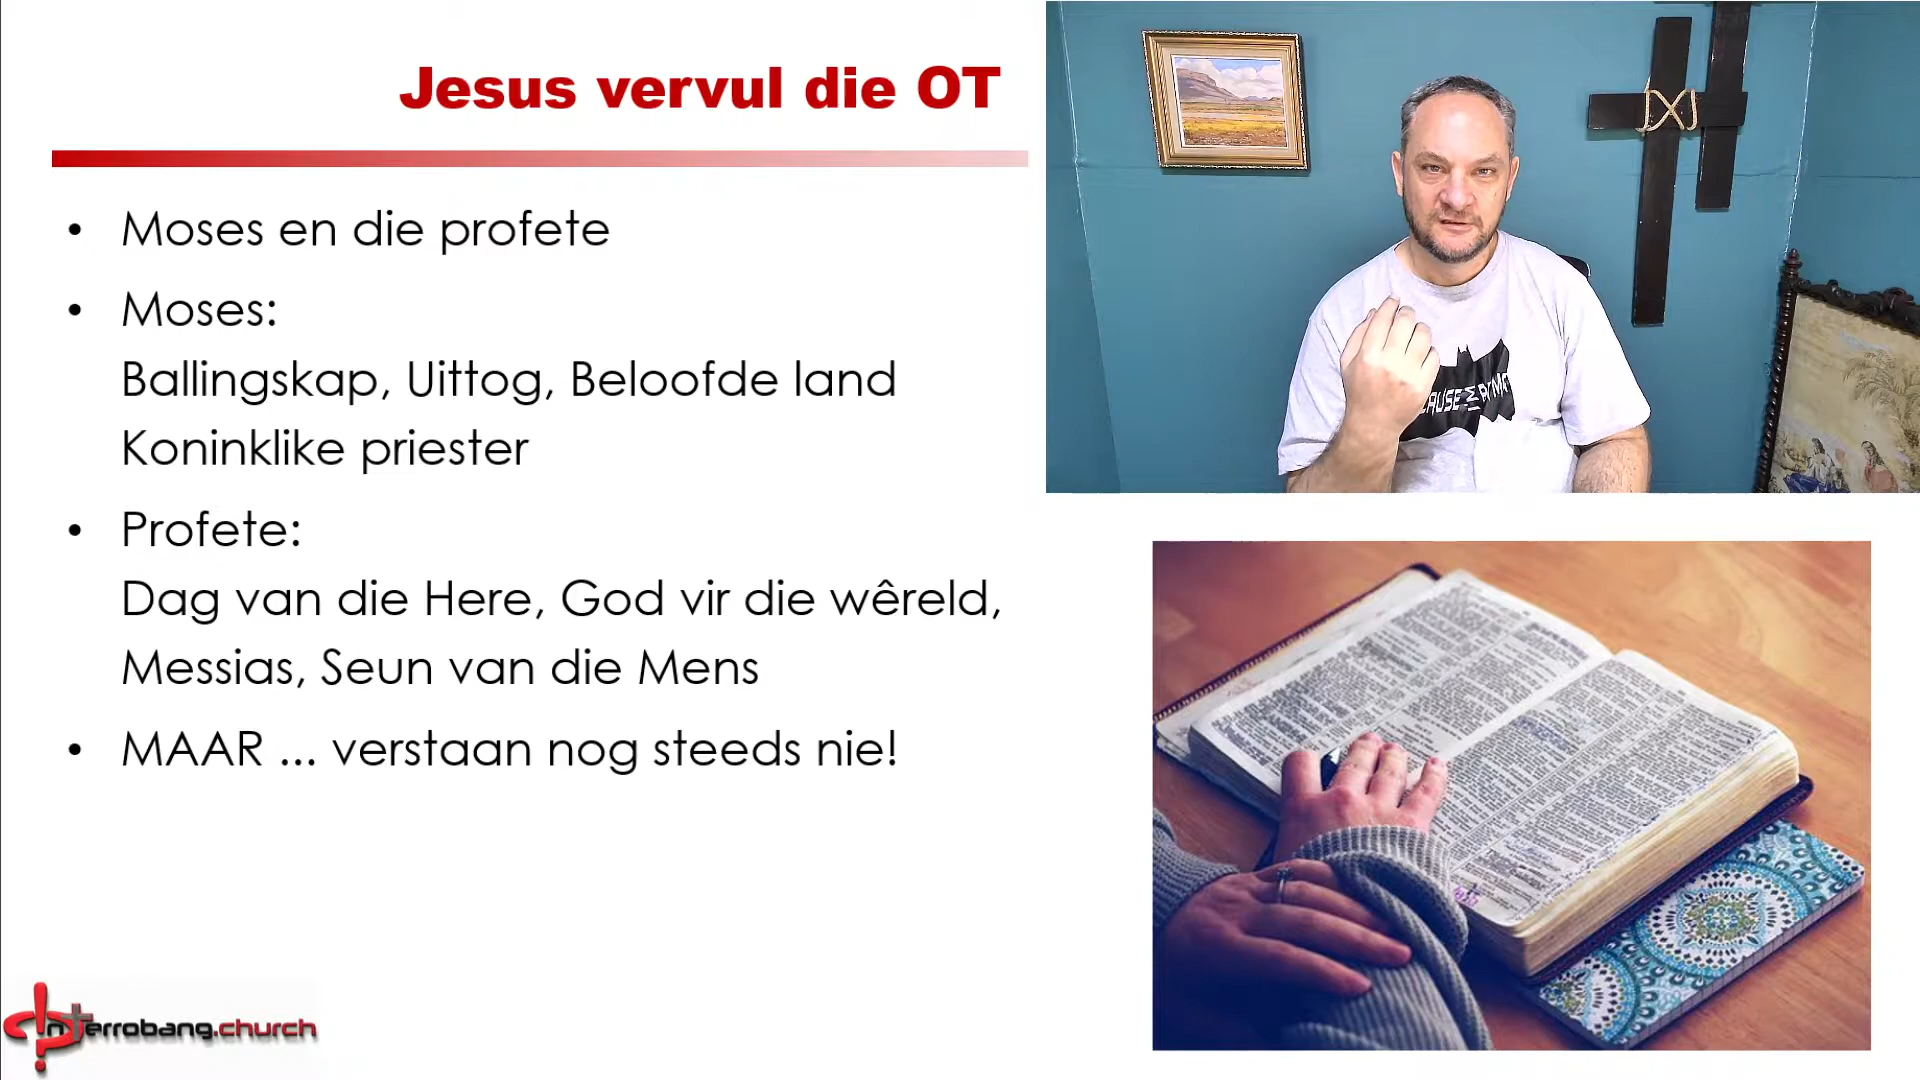 Jesus vervul die OT
• Moses en die profete
• Moses:
Ballingskap, Uittog, Beloofde land
Koninklike priester
• Profete:
Dag van die Here, God vir die wêreld,
Messias, Seun van die Mens
• MAAR ... verstaan nog steeds nie!
Interrobang.church